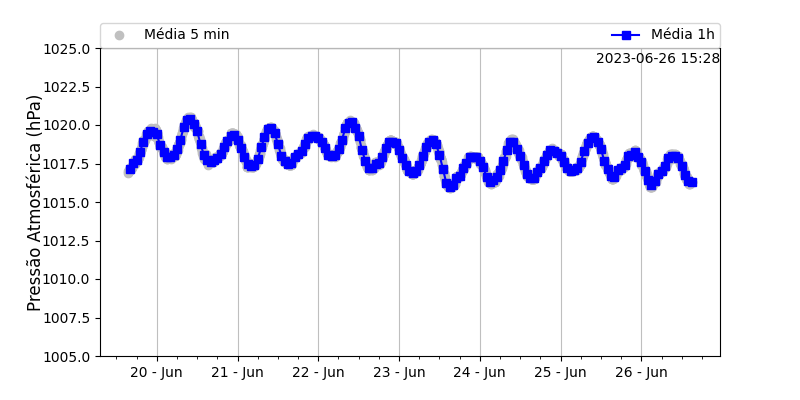 Média 5 min
Média 1h
2023-06-26 15:28
Pressão Atmosférica (hPa)
1025.0
1022.5
1020.0
1017.5
1015.0
1012.5
1010.0
1007.5
1005.0
20 - Jun
21 - Jun
22 - Jun
23 - Jun
24 - Jun
25 - Jun
26 - Jun